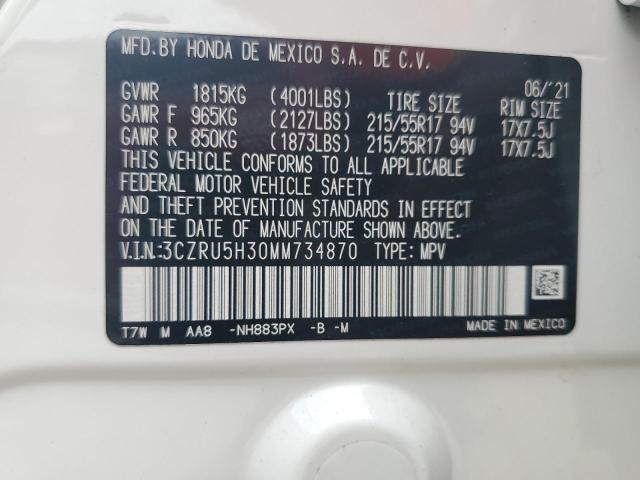 MFD. BY HONDA DE MEXICO S.A. DE C.V.
GVWR 1815KG (4001LBS) TIRE SIZE 06/'21 RIM SIZE
GAWR F 965KG (2127LBS) 215/55R17 94V 17X7.5J
GAWR R 850KG (1873LBS) 215/55R17 94V 17X7.5J
THIS VEHICLE CONFORMS TO ALL APPLICABLE
FEDERAL MOTOR VEHICLE SAFETY
AND THEFT PREVENTION STANDARDS IN EFFECT
ON THE DATE OF MANUFACTURE SHOWN ABOVE.
V.I.N.:3CZRU5H30MM734870 TYPE: MPV
T7W M AA8 -NH883PX -B -M MADE IN MEXICO